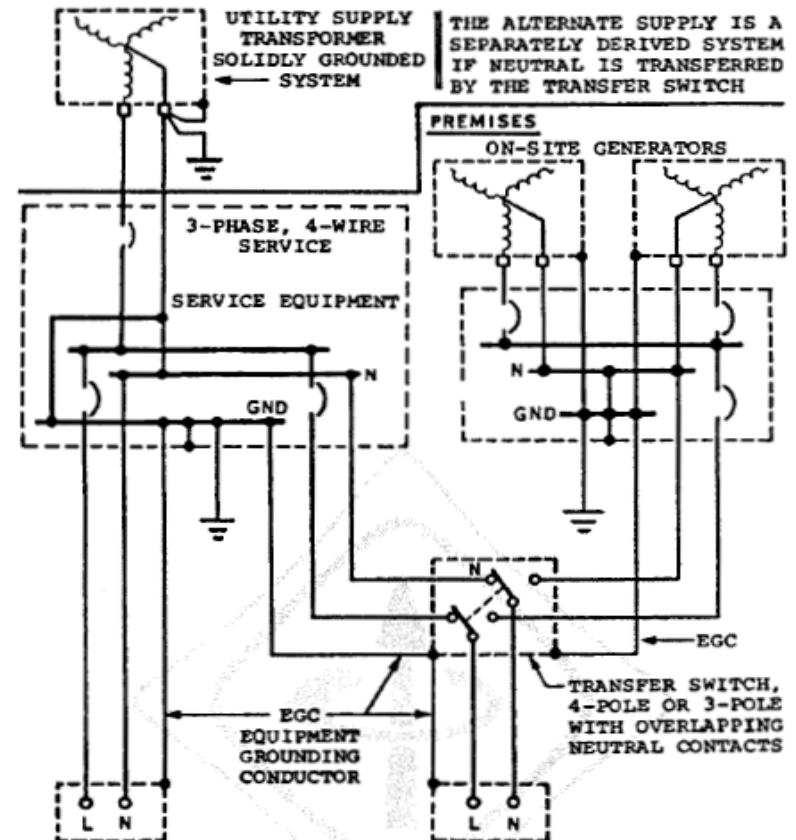 UTILITY SUPPLY
TRANSFORMER
SOLIDLY GROUNDED
SYSTEM
THE ALTERNATE SUPPLY IS A
SEPARATELY DERIVED SYSTEM
IF NEUTRAL IS TRANSFERRED
BY THE TRANSFER SWITCH
PREMISES
ON-SITE GENERATORS
3-PHASE, 4-WIRE
SERVICE
SERVICE EQUIPMENT
N
GND
N
GND
N
EGC
TRANSFER SWITCH,
4-POLE OR 3-POLE
WITH OVERLAPPING
NEUTRAL CONTACTS
EGC
EQUIPMENT
GROUNDING
CONDUCTOR
L N
L N